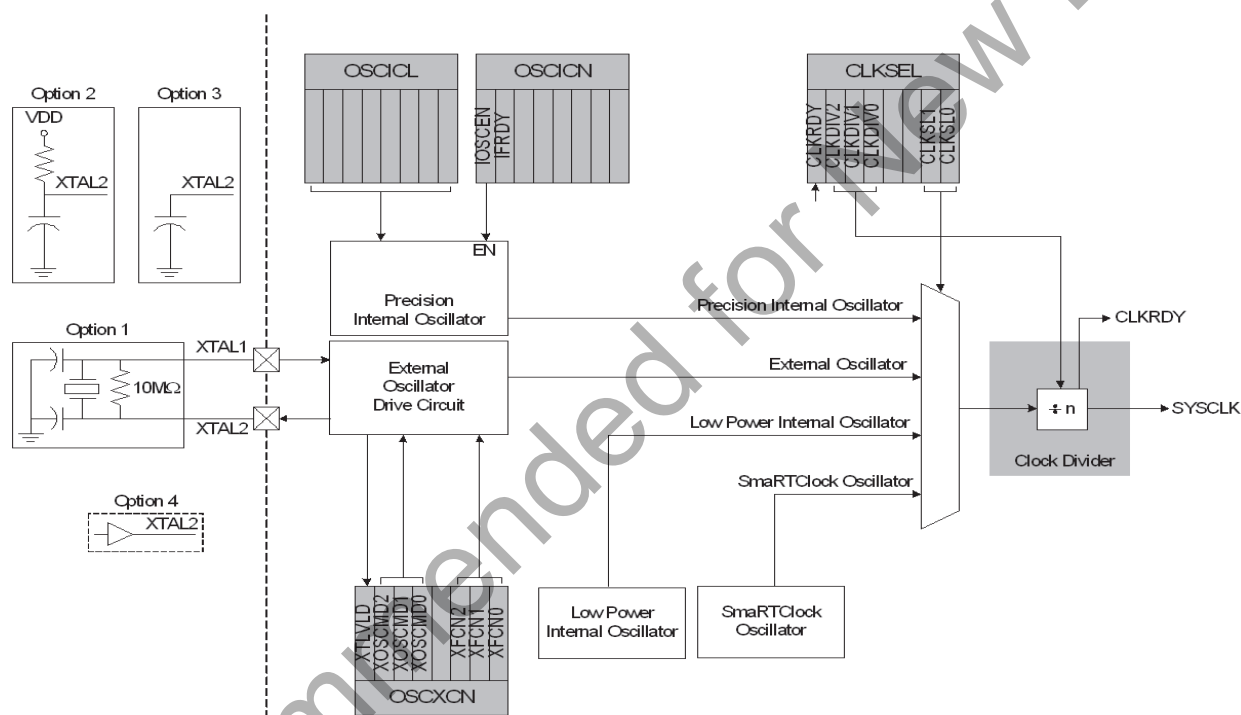 OSCICL
OSCICN
CLKSEL
IOSCEN
IFRDY
CLKRDY
CLKDIV2
CLKDIV1
CLKDIV0
CLKSL1
CLKSL0
Option 2
Option 3
VDD
XTAL2
XTAL2
EN
Precision
Internal Oscillator
Precision Internal Oscillator
Option 1
XTAL1
10MΩ
XTAL2
External
Oscillator
Drive Circuit
External Oscillator
Low Power Internal Oscillator
SmaRTClock Oscillator
CLKRDY
÷ n
SYSCLK
Clock Divider
Option 4
XTAL2
XTLVLD
XOSCMD2
XOSCMD1
XOSCMD0
XFCN2
XFCN1
XFCN0
OSCXCN
Low Power
Internal Oscillator
SmaRTClock
Oscillator
mmended for New